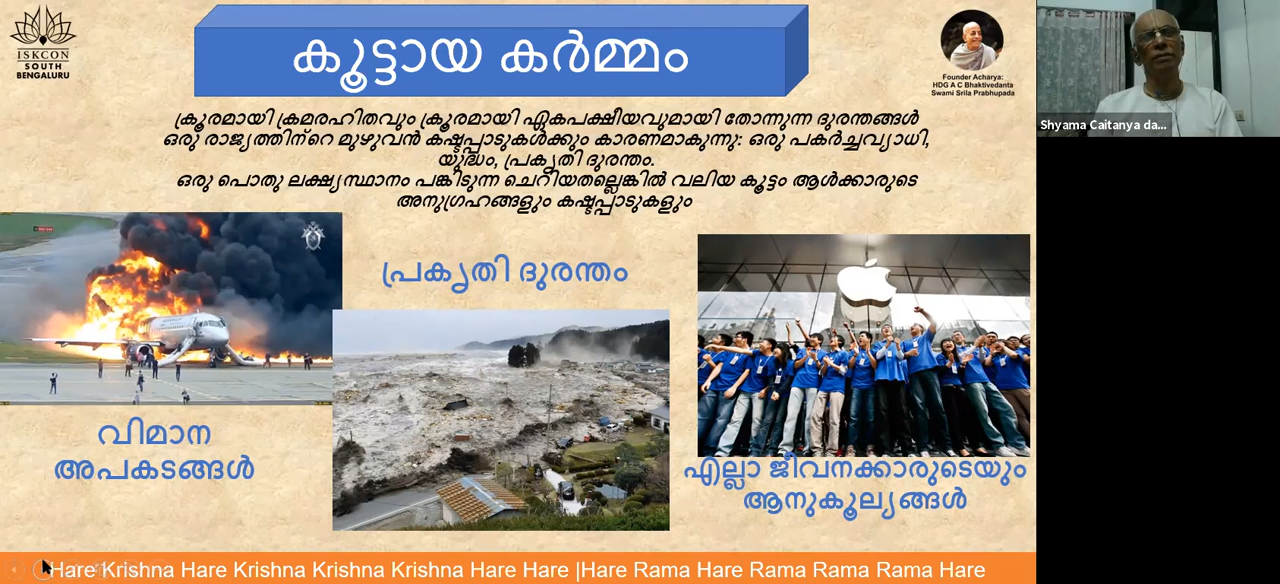 ISKCON
SOUTH
BENGALURU
കൂട്ടായ കർമ്മം
Founder Acharya:
HDG A C Bhaktivedanta
Swami Srila Prabhupada
Shyama Caitanya da...
ക്രൂരമായി ക്രമരഹിതവും ക്രൂരമായി ഏകപക്ഷീയവുമായി തോന്നുന്ന ദുരന്തങ്ങൾ
ഒരു രാജ്യത്തിന്റെ മുഴുവൻ കഷ്ടപ്പാടുകൾക്കും കാരണമാകുന്നു: ഒരു പകർച്ചവ്യാധി,
യുദ്ധം, പ്രകൃതി ദുരന്തം.
ഒരു പൊതു ലക്ഷ്യസ്ഥാനം പങ്കിടുന്ന ചെറിയതല്ലെങ്കിൽ വലിയ കൂട്ടം ആൾക്കാരുടെ
അനുഗ്രഹങ്ങളും കഷ്ടപ്പാടുകളും
പ്രകൃതി ദുരന്തം
വിമാന
അപകടങ്ങൾ
എല്ലാ ജീവനക്കാരുടെയും
ആനുകൂല്യങ്ങൾ
Hare Krishna Hare Krishna Krishna Krishna Hare Hare |Hare Rama Hare Rama Rama Rama Hare